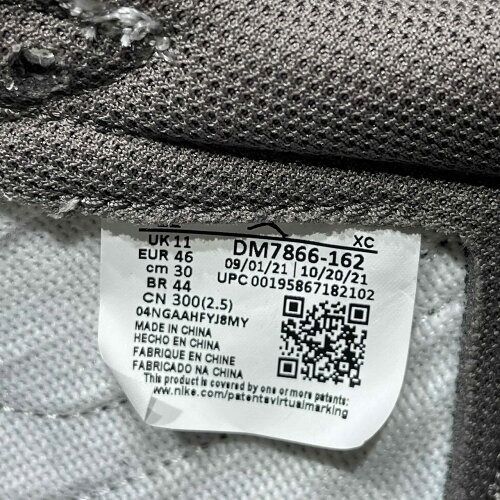 UK 11
EUR 46
cm 30
BR 44
CN 300(2.5)
04NGAAHFYJ8MY
XC
DM7866-162
09/01/21 | 10/20/21
UPC 00195867182102
MADE IN CHINA
HECHO EN CHINA
FABRIQUE EN CHINE
FABRICADO NA CHINA
This product is covered by one or more patents:
www.nike.com/patentsvirtualmarking